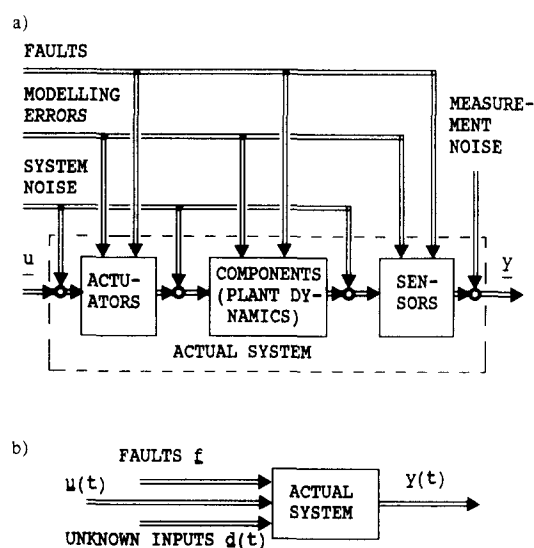 a)
FAULTS
MODELLING
ERRORS
MEASURE-
MENT
NOISE
SYSTEM
NOISE
u
ACTU-
ATORS
COMPONENTS
(PLANT DY-
NAMICS)
SEN-
SORS
y
ACTUAL SYSTEM
b)
FAULTS f
u(t)
ACTUAL
SYSTEM
y(t)
UNKNOWN INPUTS d(t)